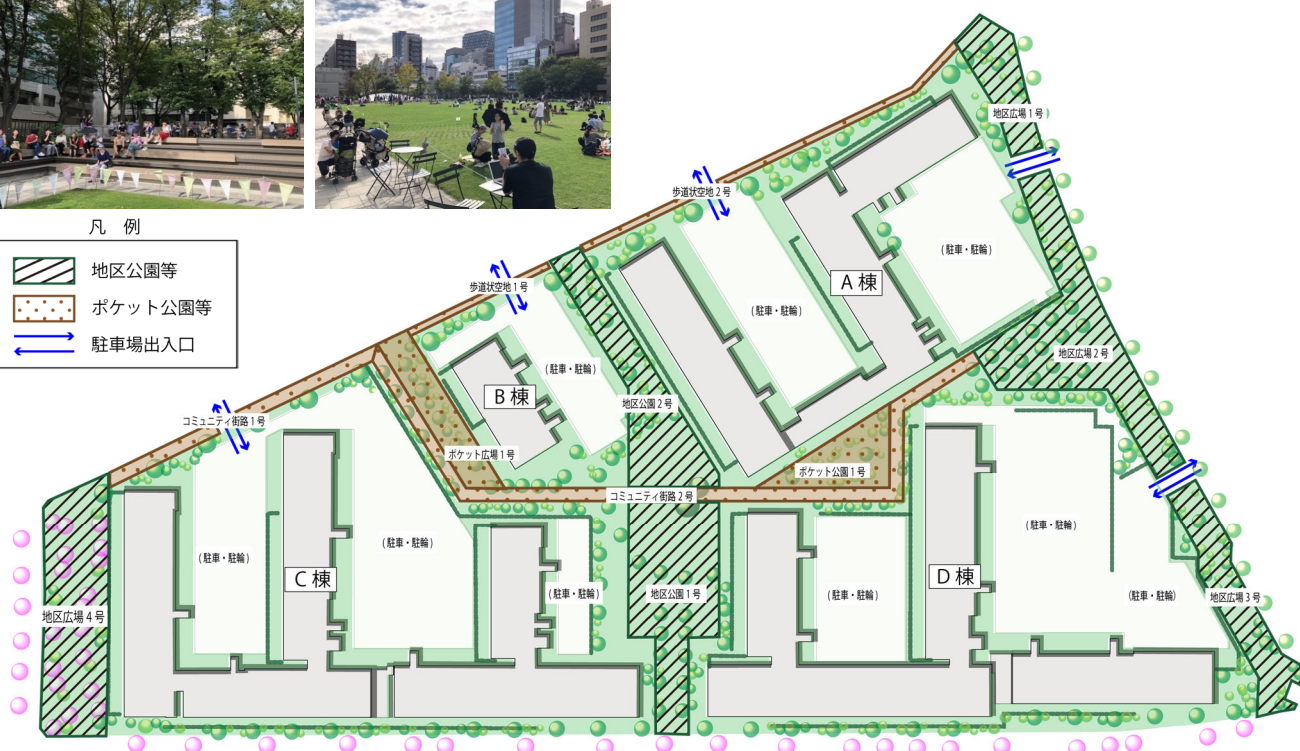 凡 例
地区公園等
ポケット公園等
駐車場出入口
地区広場1号
歩道状空地2号
(駐車・駐輪)
A棟
歩道状空地1号
(駐車・駐輪)
地区広場2号
(駐車・駐輪)
B棟
地区公園2号
コミュニティ街路1号
ポケット広場1号
ポケット公園1号
コミュニティ街路2号
(駐車・駐輪)
(駐車・駐輪)
(駐車・駐輪)
C棟
D棟
(駐車・駐輪)
地区公園1号
(駐車・駐輪)
(駐車・駐輪)
地区広場3号
地区広場4号